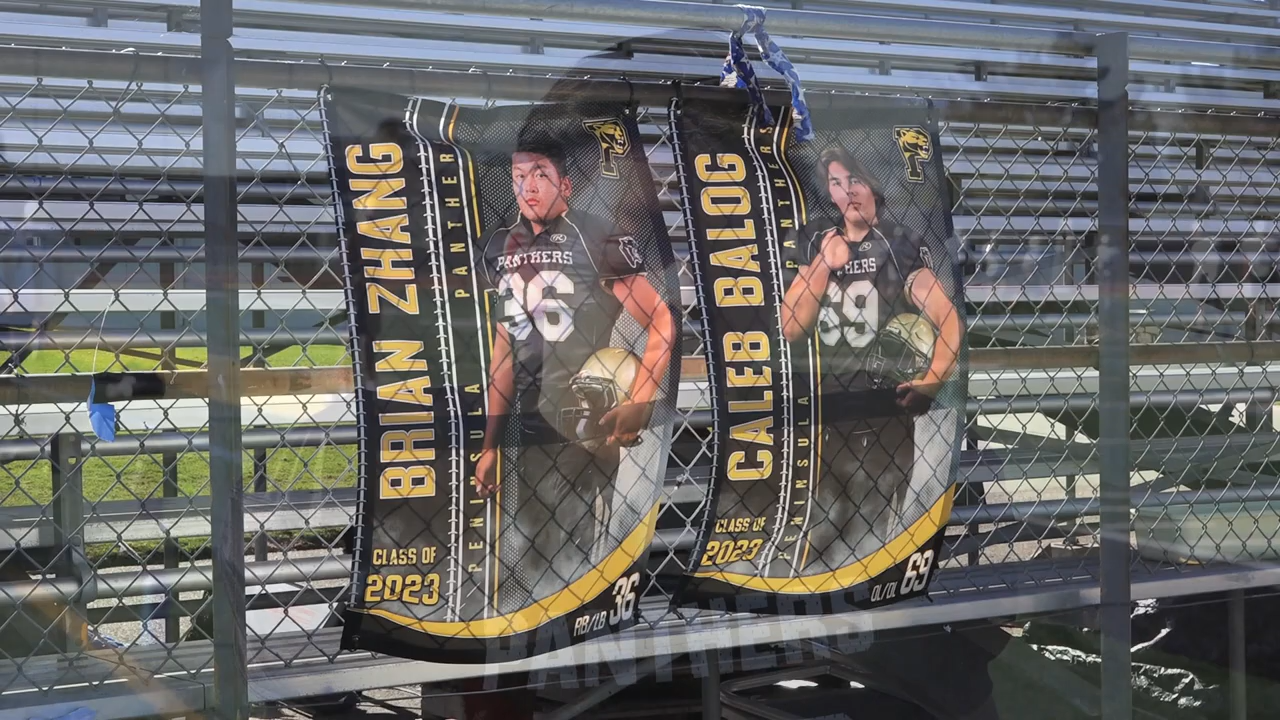 BRIAN ZHANG
PENINSULA PANTHERS
PANTHERS
36
CLASS OF
2023
RB/LB 36
CALEB BALOG
PENINSULA PANTHERS
69
CLASS OF
2023
OL/DL 69
PANTHERS